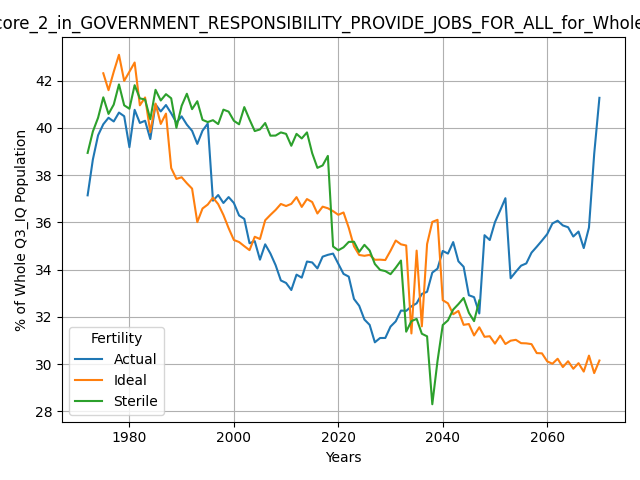 core_2_in_GOVERNMENT_RESPONSIBILITY_PROVIDE_JOBS_FOR_ALL_for_Whole
% of Whole Q3_IQ Population
42
40
38
36
34
32
30
28
Fertility
Actual
Ideal
Sterile
1980
2000
2020
2040
2060
Years